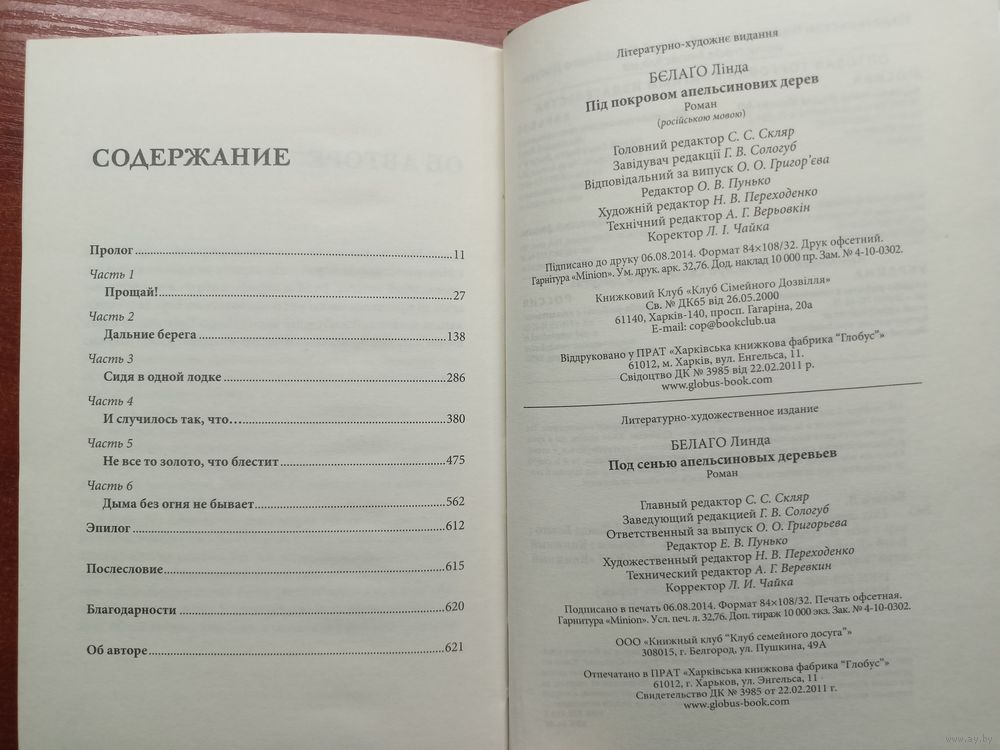 СОДЕРЖАНИЕ
Пролог 11
Часть 1
Прощай! 27
Часть 2
Дальние берега 138
Часть 3
Сидя в одной лодке 286
Часть 4
И случилось так, что… 380
Часть 5
Не все то золото, что блестит 475
Часть 6
Дыма без огня не бывает 562
Эпилог 612
Послесловие 615
Благодарности 620
Об авторе 621
Літературно-художнє видання
БЄЛАҐО Лінда
Під покровом апельсинових дерев
Роман
(російською мовою)
Головний редактор С. С. Скляр
Завідувач редакції Г. В. Сологуб
Відповідальний за випуск О. О. Григор’єва
Редактор О. В. Пунько
Художній редактор Н. В. Переходенко
Технічний редактор А. Г. Верьовкін
Коректор Л. І. Чайка
Підписано до друку 06.08.2014. Формат 84×108/32. Друк офсетний.
Гарнітура «Minion». Ум. друк. арк. 32,76. Дод. наклад 10 000 пр. Зам. № 4-10-0302.
Книжковий Клуб «Клуб Сімейного Дозвілля»
Св. № ДК65 від 26.05.2000
61140, Харків-140, просп. Гагаріна, 20а
E-mail: cop@bookclub.ua
Віддруковано у ПРАТ «Харківська книжкова фабрика “Глобус”»
61012, м. Харків, вул. Енгельса, 11.
Свідоцтво ДК № 3985 від 22.02.2011 р.
www.globus-book.com
Литературно-художественное издание
БЕЛАГО Линда
Под сенью апельсиновых деревьев
Роман
Главный редактор С. С. Скляр
Заведующий редакцией Г. В. Сологуб
Ответственный за выпуск О. О. Григорьева
Редактор Е. В. Пунько
Художественный редактор Н. В. Переходенко
Технический редактор А. Г. Веревкин
Корректор Л. И. Чайка
Подписано в печать 06.08.2014. Формат 84×108/32. Печать офсетная.
Гарнитура «Minion». Усл. печ. л. 32,76. Доп. тираж 10 000 экз. Зак. № 4-10-0302.
ООО «Книжный клуб “Клуб семейного досуга”»
308015, г. Белгород, ул. Пушкина, 49А
Отпечатано в ПРАТ «Харківська книжкова фабрика “Глобус”»
61012, г. Харьков, ул. Энгельса, 11
Свидетельство ДК № 3985 от 22.02.2011 г.
www.globus-book.com
www.ay.by